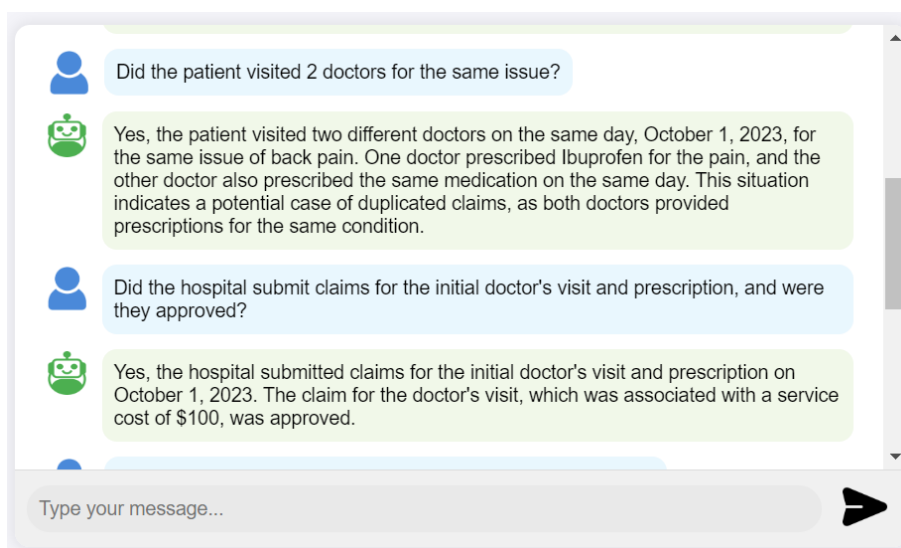 Did the patient visited 2 doctors for the same issue?
Yes, the patient visited two different doctors on the same day, October 1, 2023, for
the same issue of back pain. One doctor prescribed Ibuprofen for the pain, and the
other doctor also prescribed the same medication on the same day. This situation
indicates a potential case of duplicated claims, as both doctors provided
prescriptions for the same condition.
Did the hospital submit claims for the initial doctor's visit and prescription, and were
they approved?
Yes, the hospital submitted claims for the initial doctor's visit and prescription on
October 1, 2023. The claim for the doctor's visit, which was associated with a service
cost of $100, was approved.
Type your message...